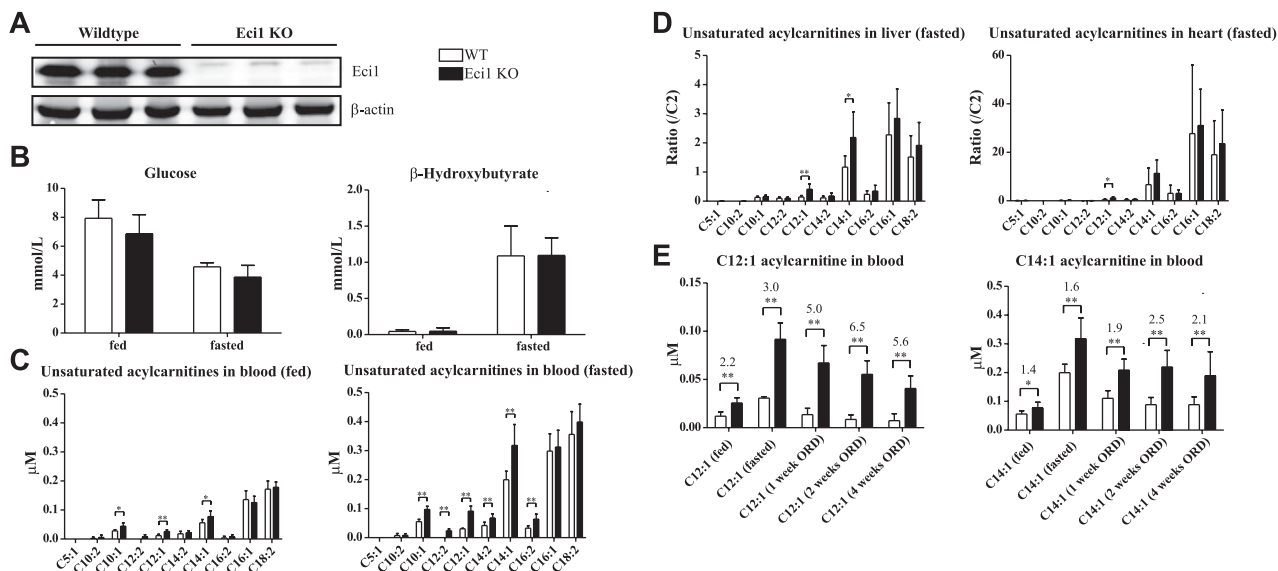 A
Wildtype
Eci1 KO
Eci1
β-actin
WT
Eci1 KO
B
Glucose
mmol/L
10
8
6
4
2
0
fed
fasted
β-Hydroxybutyrate
mmol/L
2.0
1.5
1.0
0.5
0.0
fed
fasted
C
Unsaturated acylcarnitines in blood (fed)
μM
0.5
0.4
0.3
0.2
0.1
0.0
*
**
*
C5:1
C10:2
C10:1
C12:2
C12:1
C14:2
C14:1
C16:2
C16:1
C18:2
Unsaturated acylcarnitines in blood (fasted)
μM
0.5
0.4
0.3
0.2
0.1
0.0
**
**
**
**
**
**
C5:1
C10:2
C10:1
C12:2
C12:1
C14:2
C14:1
C16:2
C16:1
C18:2
D
Unsaturated acylcarnitines in liver (fasted)
Ratio (/C2)
5
4
3
2
1
0
**
*
C5:1
C10:2
C10:1
C12:2
C12:1
C14:2
C14:1
C16:2
C16:1
C18:2
Unsaturated acylcarnitines in heart (fasted)
Ratio (/C2)
60
40
20
0
*
C5:1
C10:2
C10:1
C12:2
C12:1
C14:2
C14:1
C16:2
C16:1
C18:2
E
C12:1 acylcarnitine in blood
μM
0.15
0.10
0.05
0.00
2.2
**
3.0
**
5.0
**
6.5
**
5.6
**
C12:1 (fed)
C12:1 (fasted)
C12:1 (1 week ORD)
C12:1 (2 weeks ORD)
C12:1 (4 weeks ORD)
C14:1 acylcarnitine in blood
μM
0.5
0.4
0.3
0.2
0.1
0.0
1.4
*
1.6
**
1.9
**
2.5
**
2.1
**
C14:1 (fed)
C14:1 (fasted)
C14:1 (1 week ORD)
C14:1 (2 weeks ORD)
C14:1 (4 weeks ORD)